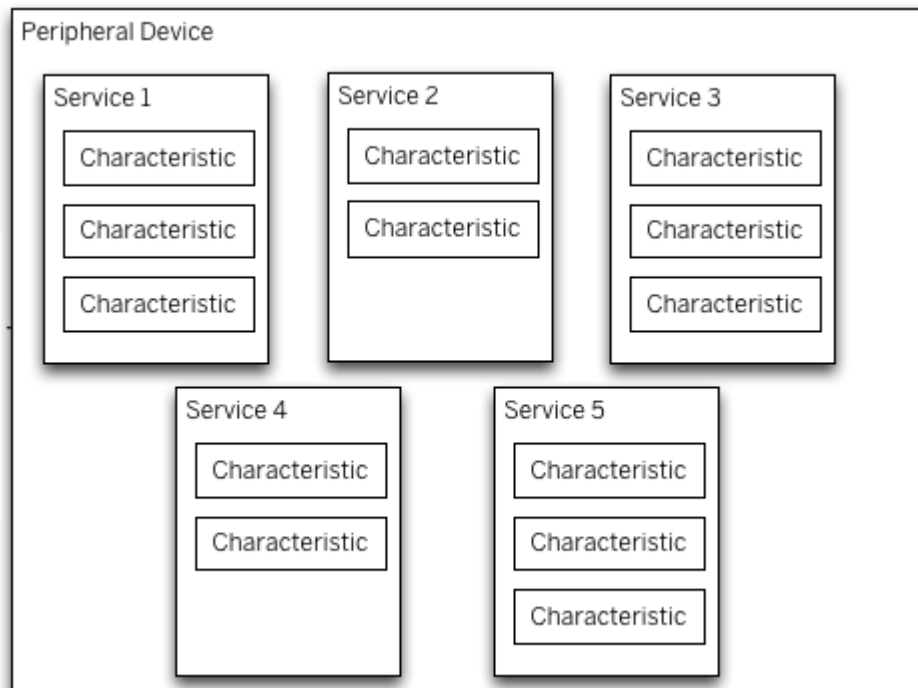 Peripheral Device
Service 1
Characteristic
Characteristic
Characteristic
Service 2
Characteristic
Characteristic
Service 3
Characteristic
Characteristic
Characteristic
Service 4
Characteristic
Characteristic
Service 5
Characteristic
Characteristic
Characteristic